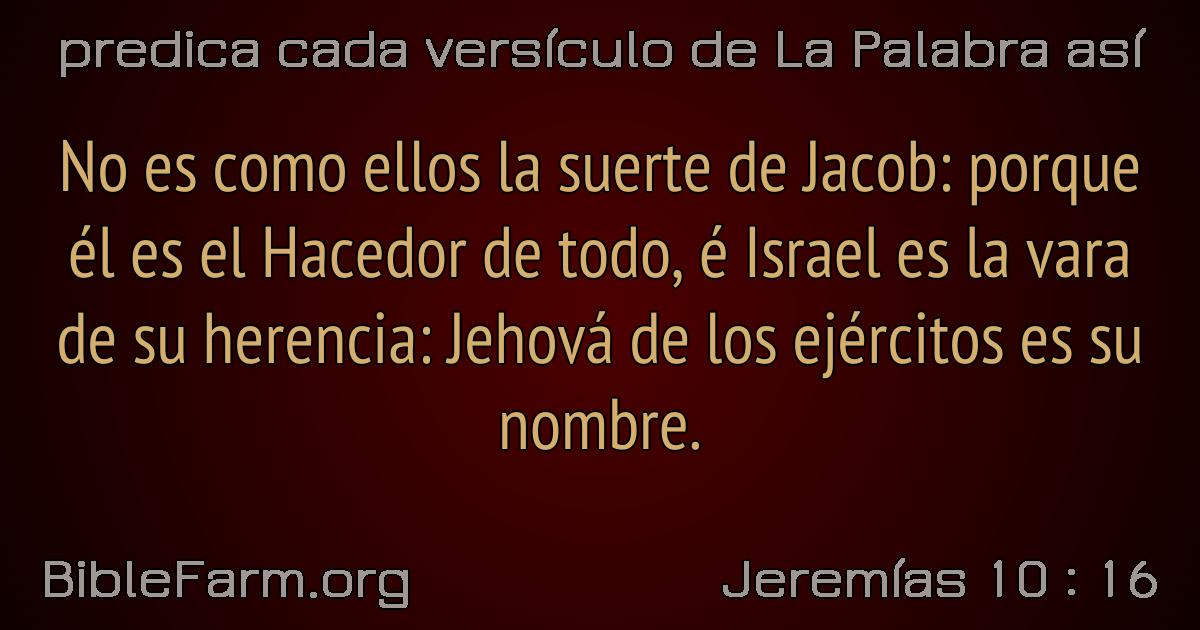 predica cada versículo de La Palabra así
No es como ellos la suerte de Jacob: porque
él es el Hacedor de todo, é Israel es la vara
de su herencia: Jehová de los ejércitos es su
nombre.
BibleFarm.org
Jeremías 10 : 16